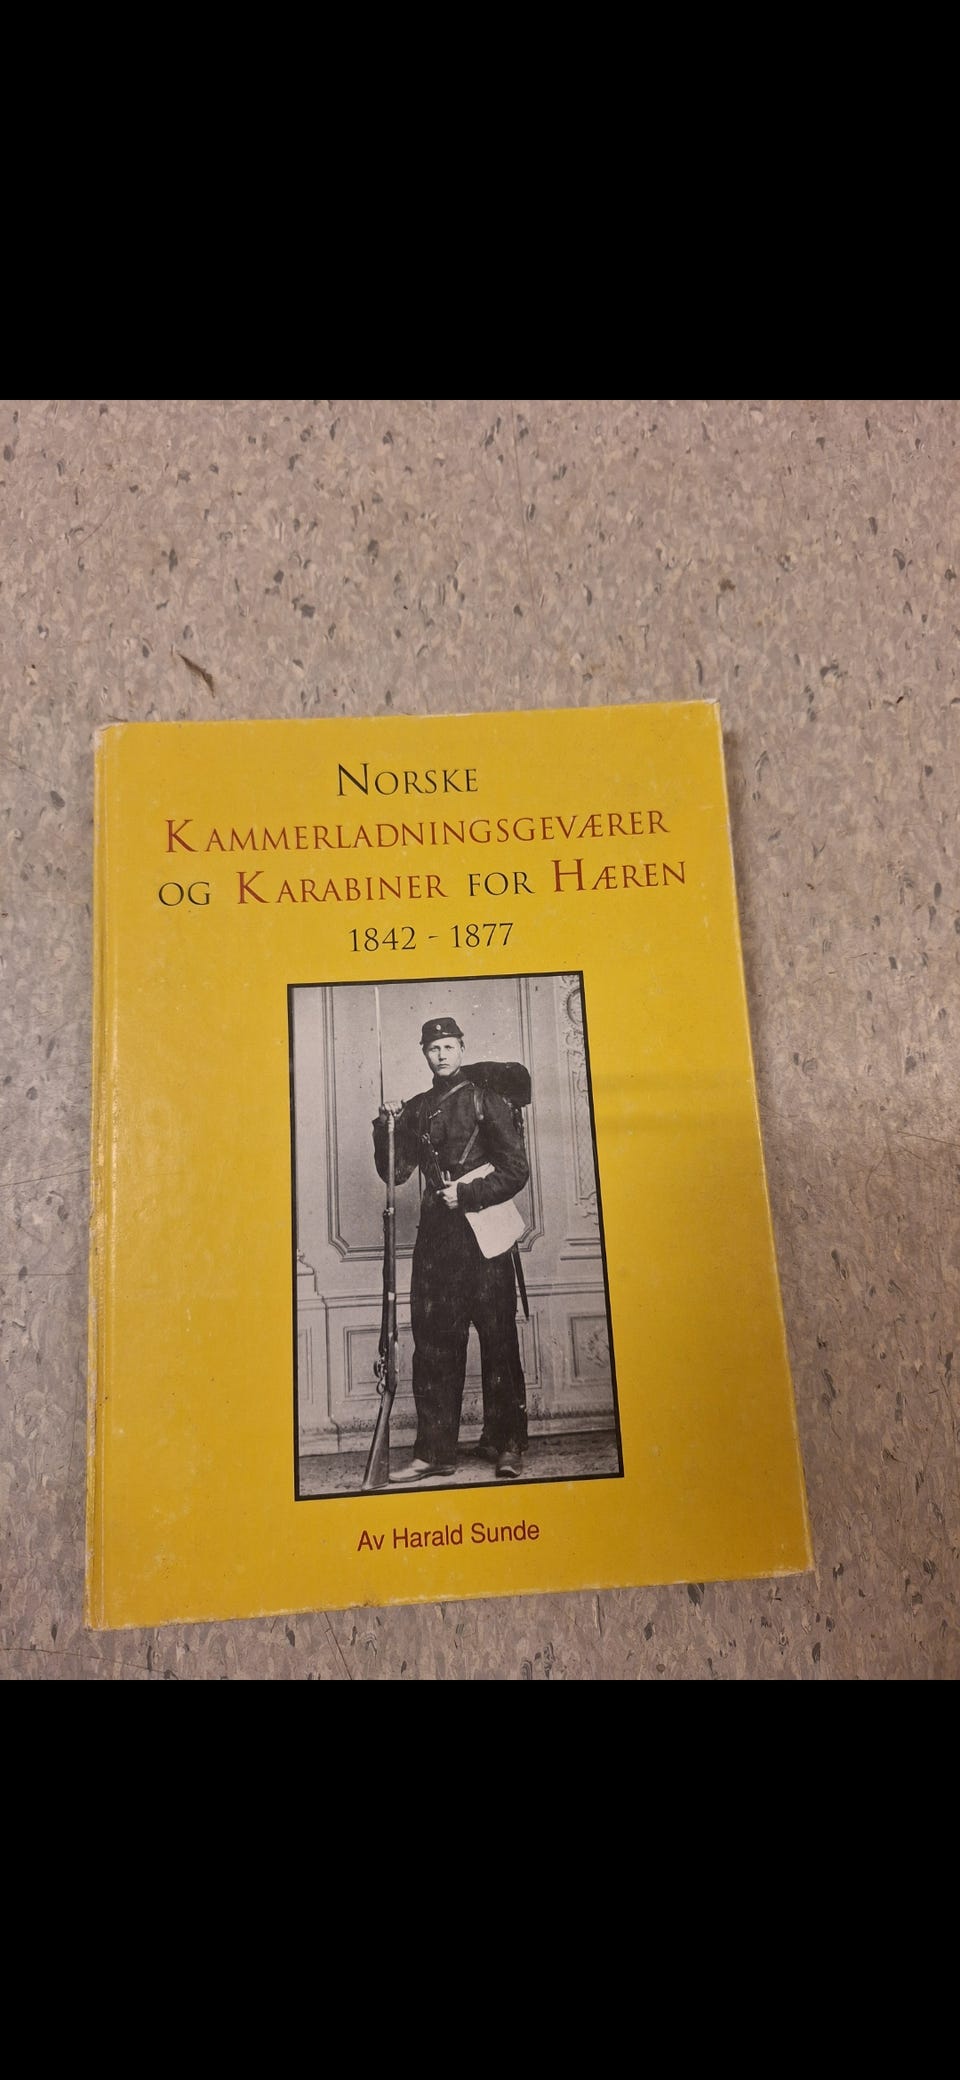 Norske
Kammerladningsgeværer
og Karabiner for Hæren
1842 - 1877
Av Harald Sunde